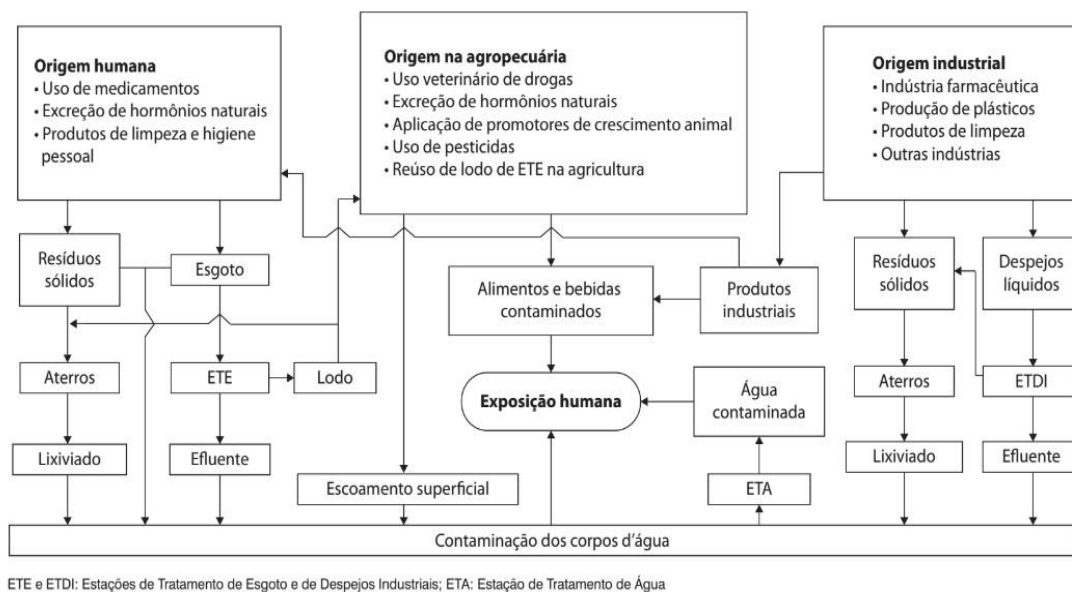 Origem humana
• Uso de medicamentos
• Excreção de hormônios naturais
• Produtos de limpeza e higiene
pessoal
Origem na agropecuária
• Uso veterinário de drogas
• Excreção de hormônios naturais
• Aplicação de promotores de crescimento animal
• Uso de pesticidas
• Reúso de lodo de ETE na agricultura
Origem industrial
• Indústria farmacêutica
• Produção de plásticos
• Produtos de limpeza
• Outras indústrias
Resíduos
sólidos
Esgoto
Alimentos e bebidas
contaminados
Produtos
industriais
Resíduos
sólidos
Despejos
líquidos
Aterros
ETE
Lodo
Exposição humana
Água
contaminada
Aterros
ETDI
Lixiviado
Efluente
Escoamento superficial
ETA
Lixiviado
Efluente
Contaminação dos corpos d'água
ETE e ETDI: Estações de Tratamento de Esgoto e de Despejos Industriais; ETA: Estação de Tratamento de Água